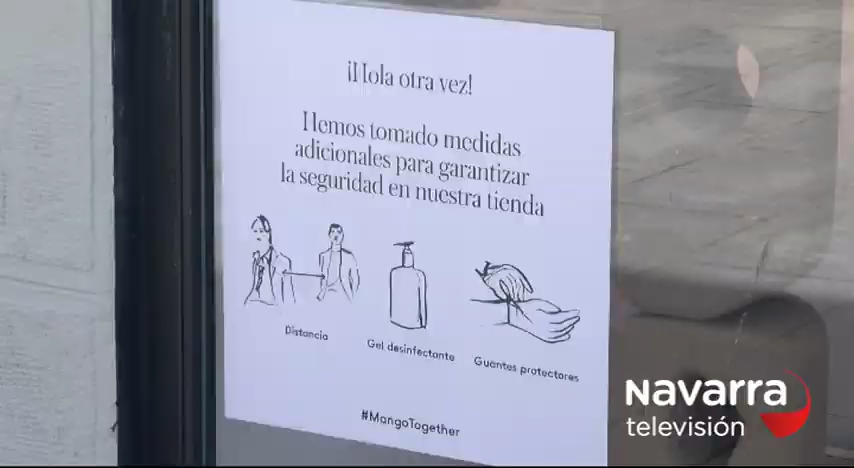 ¡Hola otra vez!
Hemos tomado medidas
adicionales para garantizar
la seguridad en nuestra tienda
Distancia
Gel desinfectante
Guantes protectores
#MangoTogether
Navarra
televisión